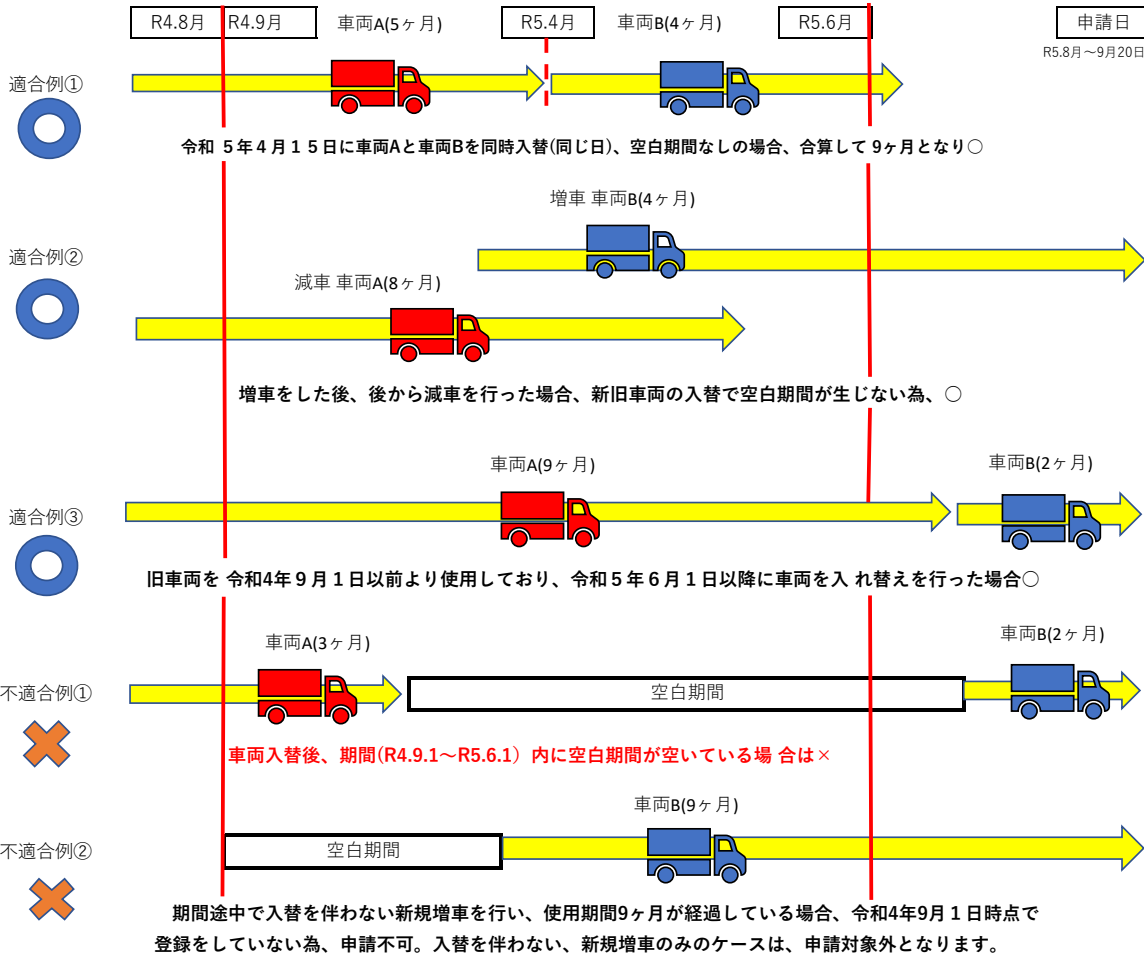 R4.8月
R4.9月
車両A(5ヶ月)
R5.4月
車両B(4ヶ月)
R5.6月
申請日
R5.8月～9月20日
適合例①
令和 5年4月15日に車両Aと車両Bを同時入替(同じ日)、空白期間なしの場合、合算して 9ヶ月となり○
増車 車両B(4ヶ月)
適合例②
減車 車両A(8ヶ月)
増車をした後、後から減車を行った場合、新旧車両の入替で空白期間が生じない為、○
車両A(9ヶ月)
車両B(2ヶ月)
適合例③
旧車両を 令和4年9月1日以前より使用しており、令和5年6月1日以降に車両を入 れ替えを行った場合○
車両A(3ヶ月)
車両B(2ヶ月)
不適合例①
空白期間
車両入替後、期間(R4.9.1～R5.6.1）内に空白期間が空いている場 合は×
車両B(9ヶ月)
不適合例②
空白期間
期間途中で入替を伴わない新規増車を行い、使用期間9ヶ月が経過している場合、令和4年9月1日時点で
登録をしていない為、申請不可。入替を伴わない、新規増車のみのケースは、申請対象外となります。